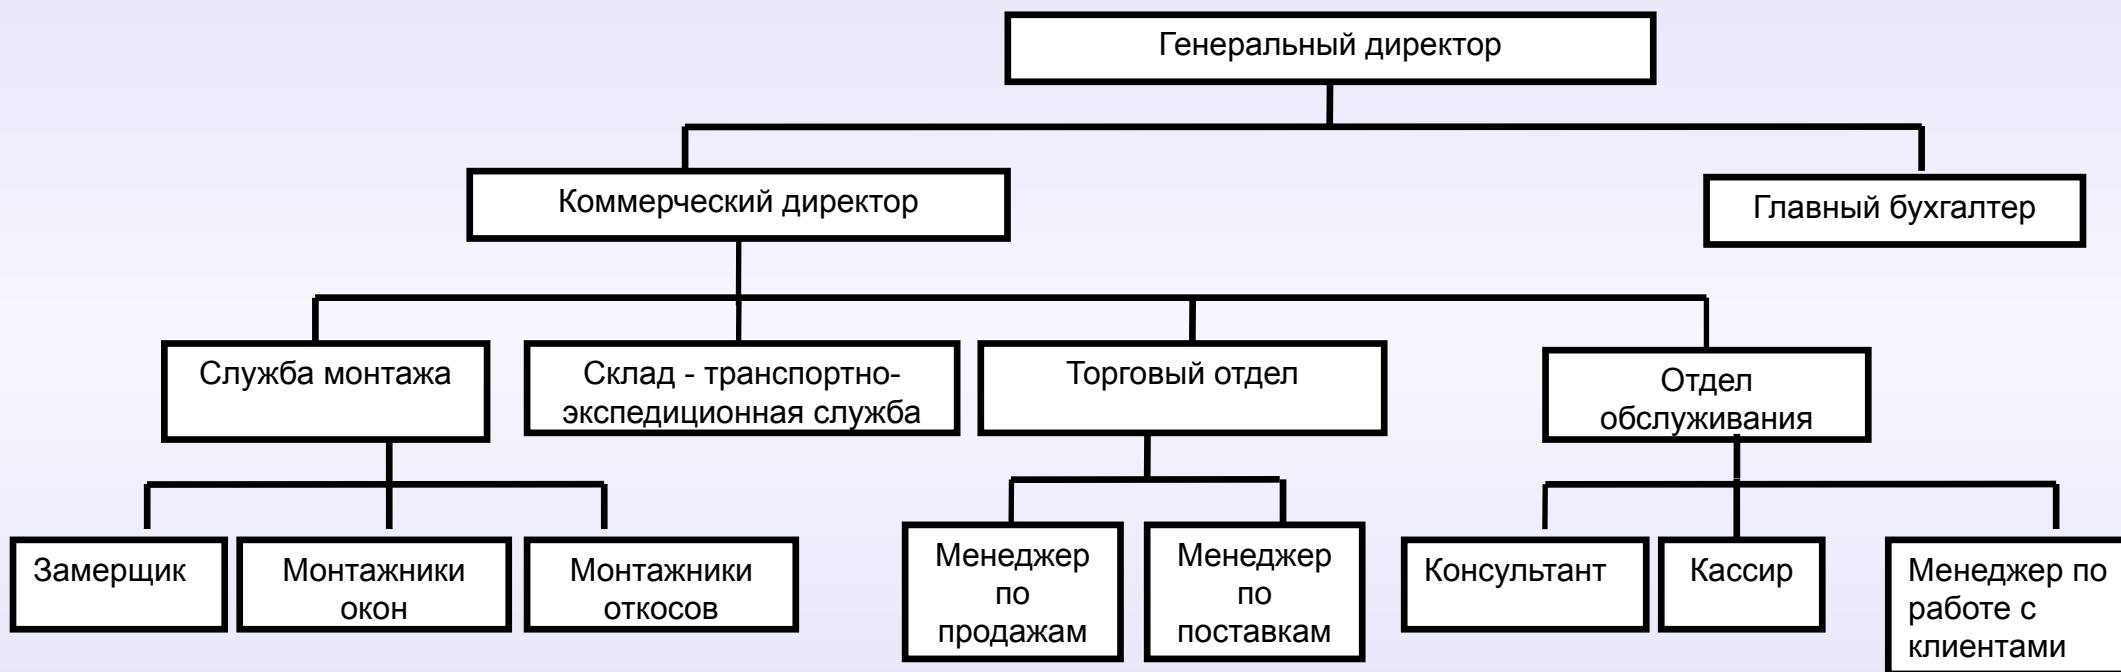 Генеральный директор
Коммерческий директор
Главный бухгалтер
Служба монтажа
Склад - транспортно-
экспедиционная служба
Торговый отдел
Отдел
обслуживания
Замерщик
Монтажники
окон
Монтажники
откосов
Менеджер
по
продажам
Менеджер
по
поставкам
Консультант
Кассир
Менеджер по
работе с
клиентами